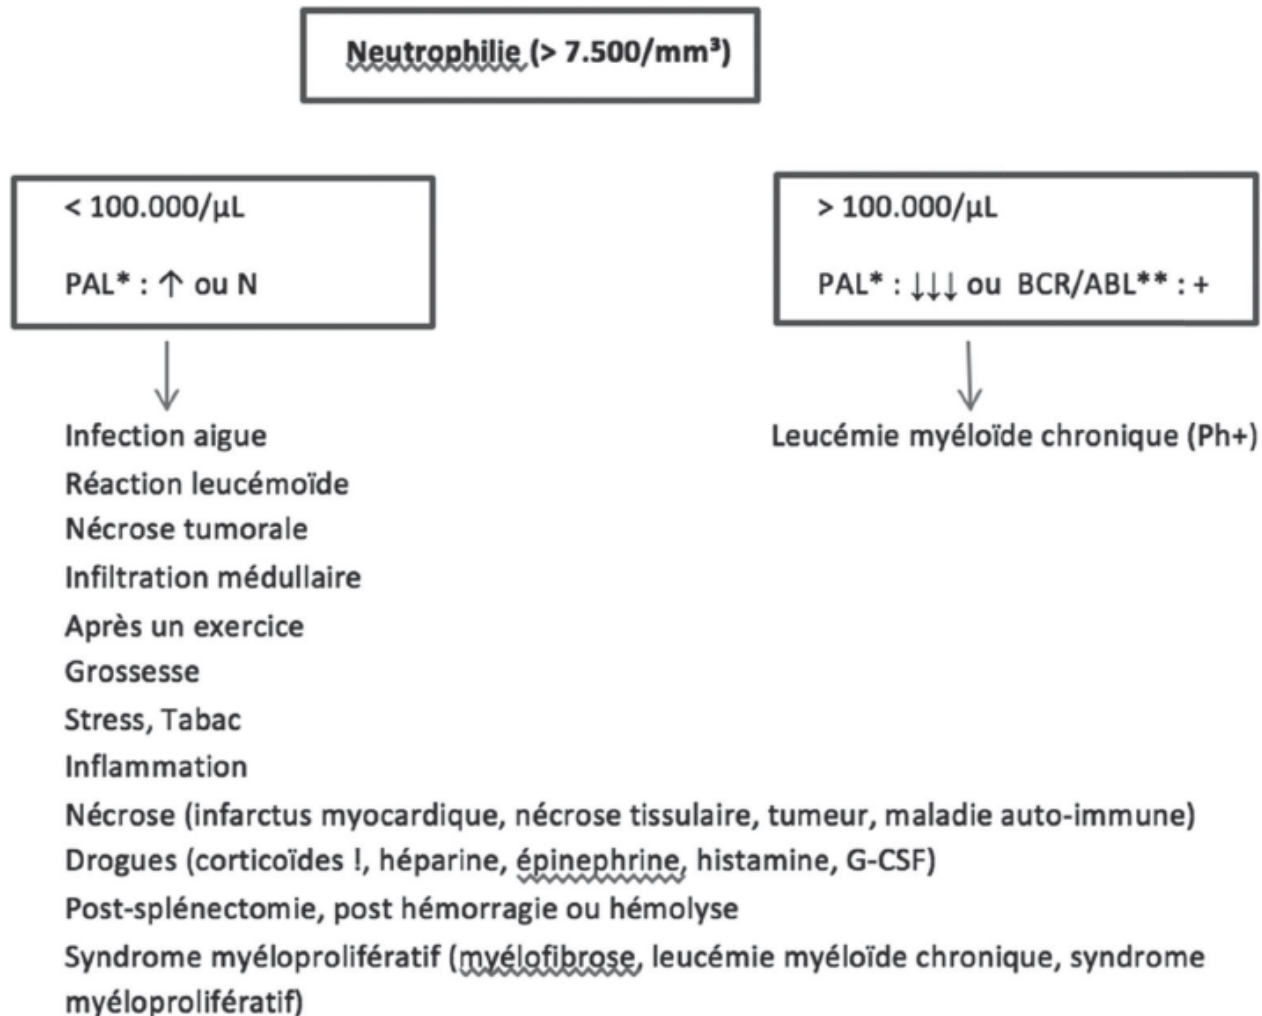 Neutrophilie (> 7.500/mm³)
< 100.000/µL
PAL* : ↑ ou N
> 100.000/µL
PAL* : ↓↓↓ ou BCR/ABL** : +
Infection aigue
Réaction leucémoïde
Nécrose tumorale
Infiltration médullaire
Après un exercice
Grossesse
Stress, Tabac
Inflammation
Nécrose (infarctus myocardique, nécrose tissulaire, tumeur, maladie auto-immune)
Drogues (corticoïdes !, héparine, épinephrine, histamine, G-CSF)
Post-splénectomie, post hémorragie ou hémolyse
Syndrome myéloprolifératif (myélofibrose, leucémie myéloïde chronique, syndrome
myéloprolifératif)
Leucémie myéloïde chronique (Ph+)